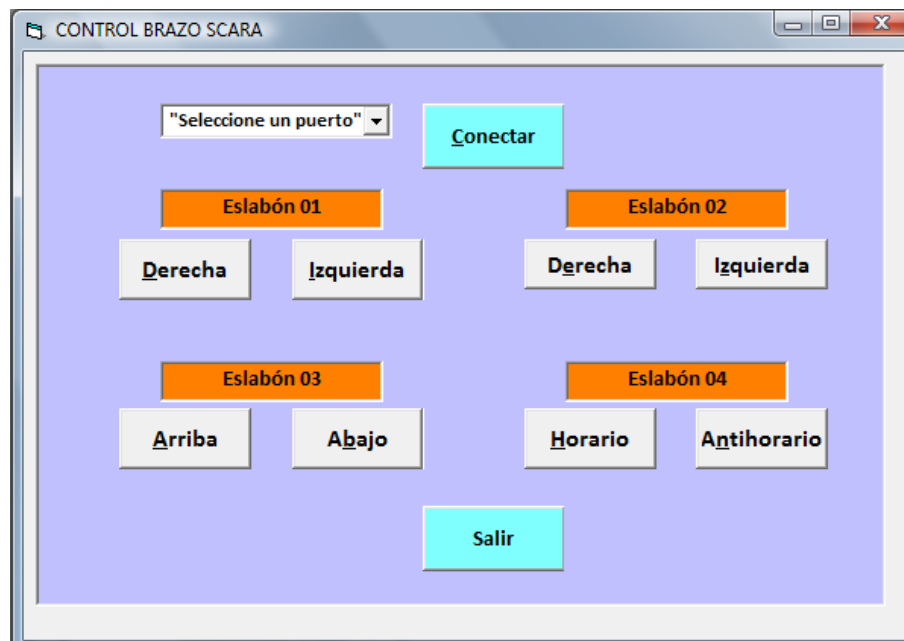 CONTROL BRAZO SCARA
"Seleccione un puerto"
Conectar
Eslabón 01
Eslabón 02
Derecha
Izquierda
Derecha
Izquierda
Eslabón 03
Eslabón 04
Arriba
Abajo
Horario
Antihorario
Salir